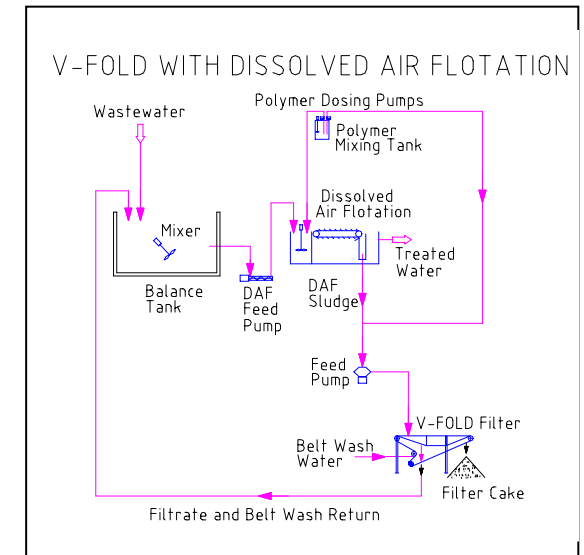 V-FOLD WITH DISSOLVED AIR FLOTATION
Polymer Dosing Pumps
Wastewater
Polymer
Mixing Tank
Dissolved
Air Flotation
Mixer
Treated
Water
Balance
Tank
DAF
Feed
Pump
DAF
Sludge
Feed
Pump
V-FOLD Filter
Belt Wash
Water
Filter Cake
Filtrate and Belt Wash Return